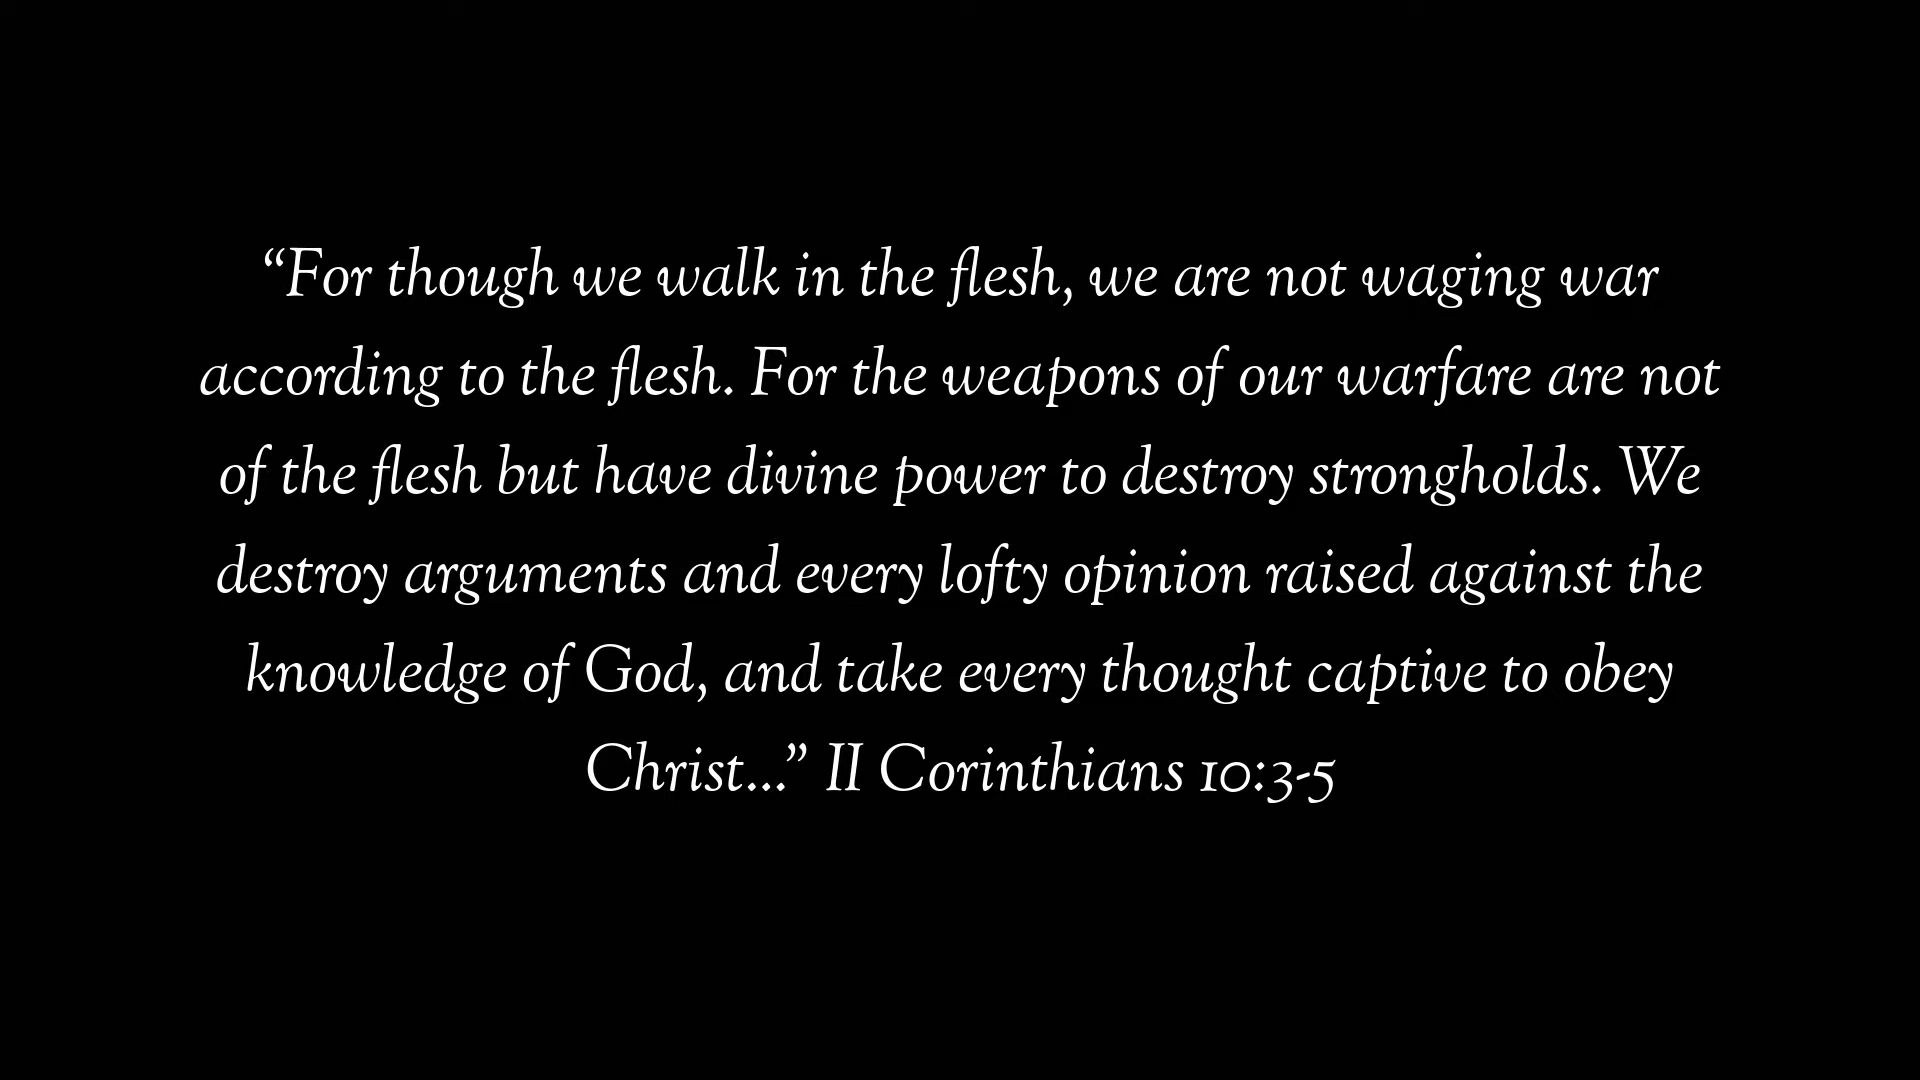 “For though we walk in the flesh, we are not waging war
according to the flesh. For the weapons of our warfare are not
of the flesh but have divine power to destroy strongholds. We
destroy arguments and every lofty opinion raised against the
knowledge of God, and take every thought captive to obey
Christ...” II Corinthians 10:3-5